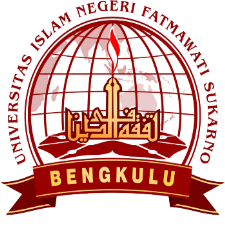 UNIVERSITAS ISLAM NEGERI FATMAWATI SUKARNO
BENGKULU